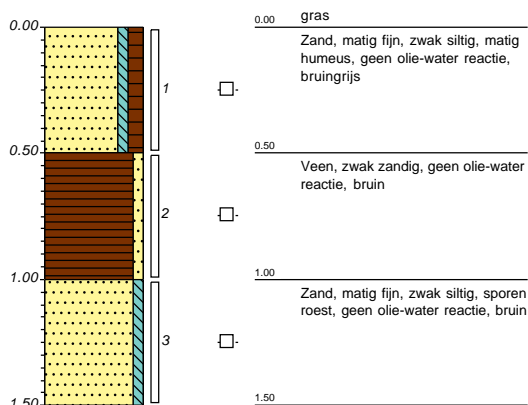 gras
0.00
0.00
Zand, matig fijn, zwak siltig, matig
humeus, geen olie-water reactie,
bruingrijs
1
0.50
0.50
Veen, zwak zandig, geen olie-water
reactie, bruin
2
1.00
1.00
Zand, matig fijn, zwak siltig, sporen
roest, geen olie-water reactie, bruin
3
1.50
1.50